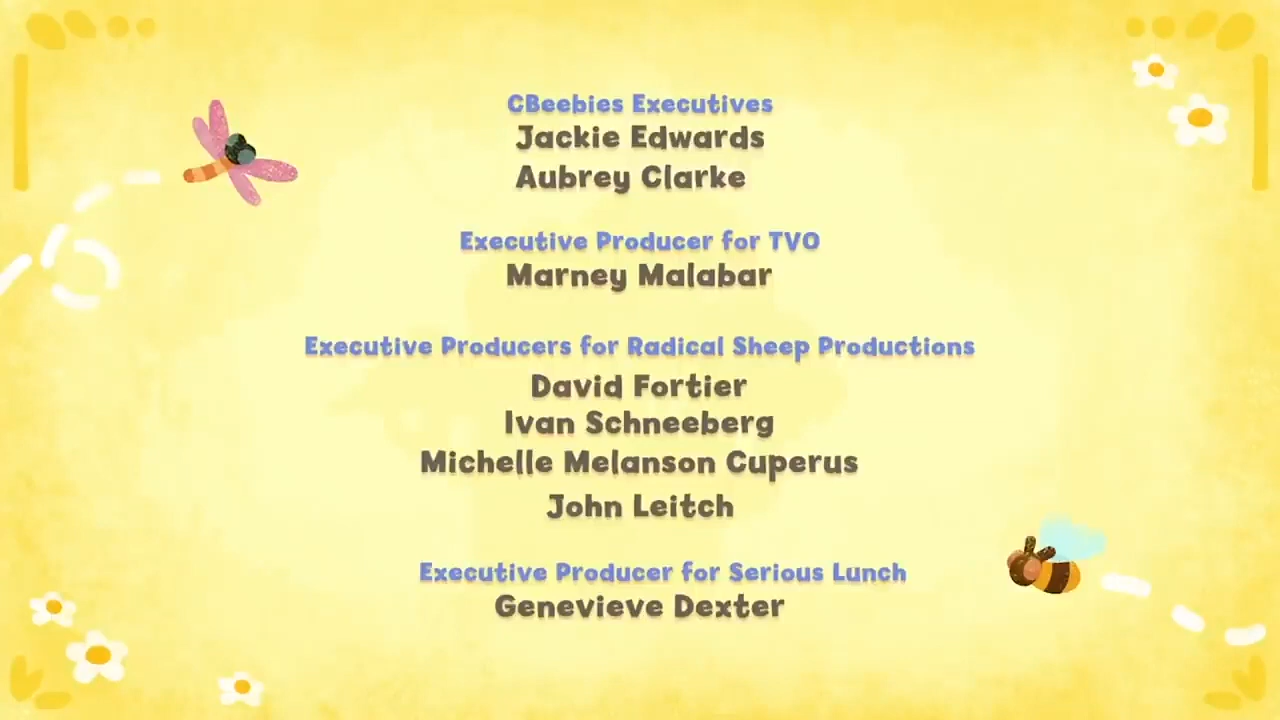 CBeebies Executives
Jackie Edwards
Aubrey Clarke
Executive Producer for TVO
Marney Malabar
Executive Producers for Radical Sheep Productions
David Fortier
Ivan Schneeberg
Michelle Melanson Cuperus
John Leitch
Executive Producer for Serious Lunch
Genevieve Dexter